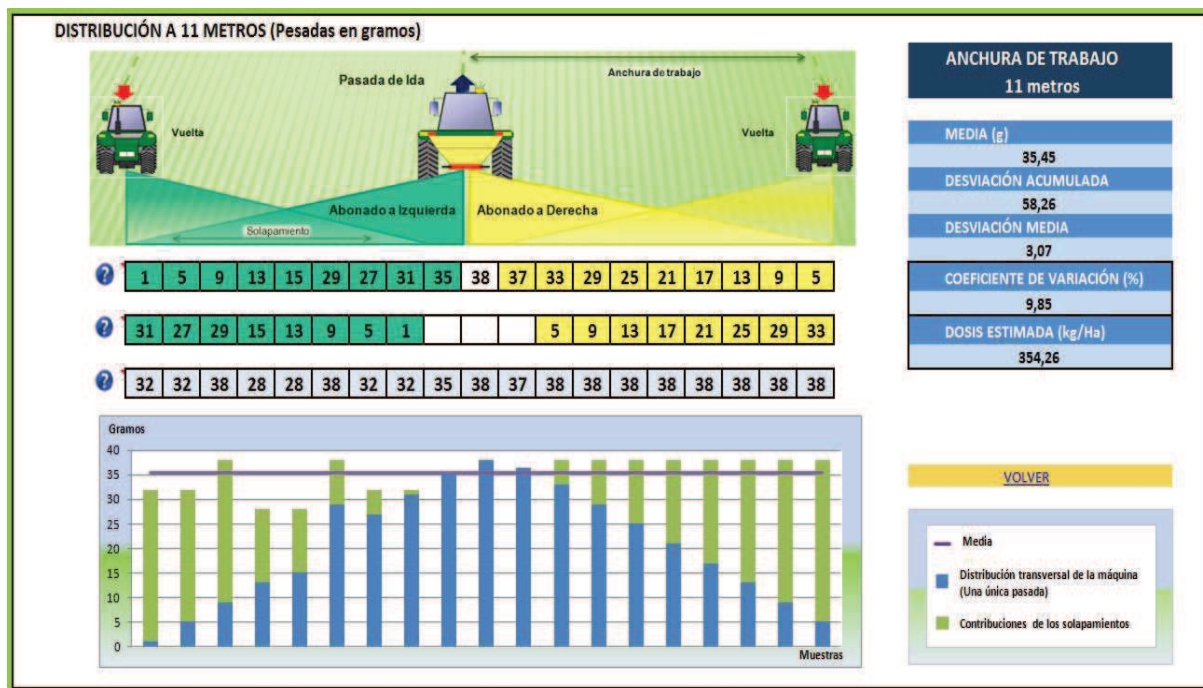 DISTRIBUCIÓN A 11 METROS (Pesadas en gramos)
Pasada de Ida
Anchura de trabajo
Vuelta
Vuelta
Abonado a Izquierda
Abonado a Derecha
Solapamiento
? 1 5 9 13 15 29 27 31 35 38 37 33 29 25 21 17 13 9 5
? 31 27 29 15 13 9 5 1 5 9 13 17 21 25 29 33
? 32 32 38 28 28 38 32 32 35 38 37 38 38 38 38 38 38 38 38
Gramos
40
35
30
25
20
15
10
5
0
Muestras
ANCHURA DE TRABAJO
11 metros
MEDIA (g)
35,45
DESVIACIÓN ACUMULADA
58,26
DESVIACIÓN MEDIA
3,07
COEFICIENTE DE VARIACIÓN (%)
9,85
DOSIS ESTIMADA (kg/Ha)
354,26
VOLVER
Media
Distribución transversal de la máquina
(Una única pasada)
Contribuciones de los solapamientos